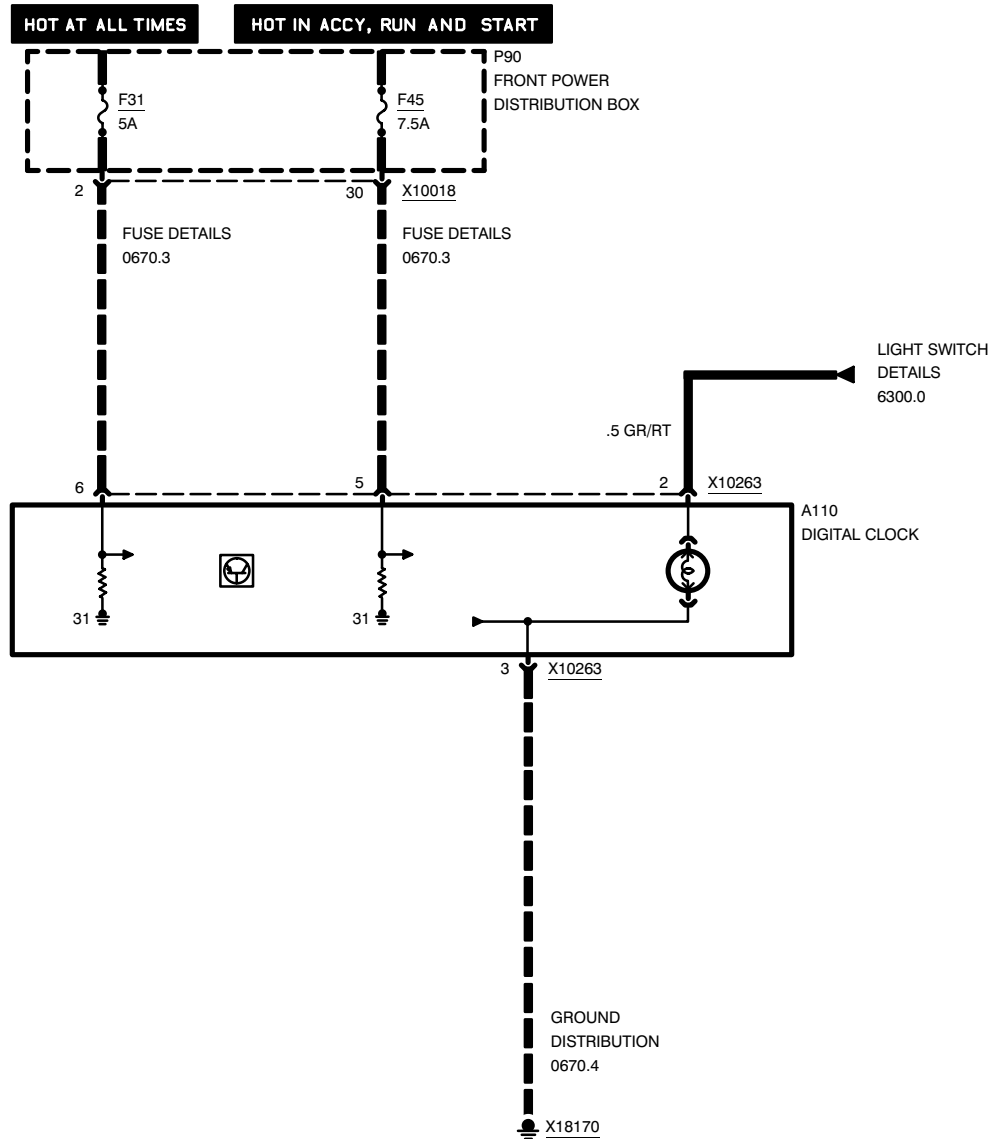 HOT AT ALL TIMES
HOT IN ACCY, RUN AND START
P90
FRONT POWER
DISTRIBUTION BOX
F31
5A
F45
7.5A
2
30
X10018
FUSE DETAILS
0670.3
FUSE DETAILS
0670.3
LIGHT SWITCH
DETAILS
6300.0
.5 GR/RT
6
5
2
X10263
A110
DIGITAL CLOCK
31
31
3
X10263
GROUND
DISTRIBUTION
0670.4
X18170